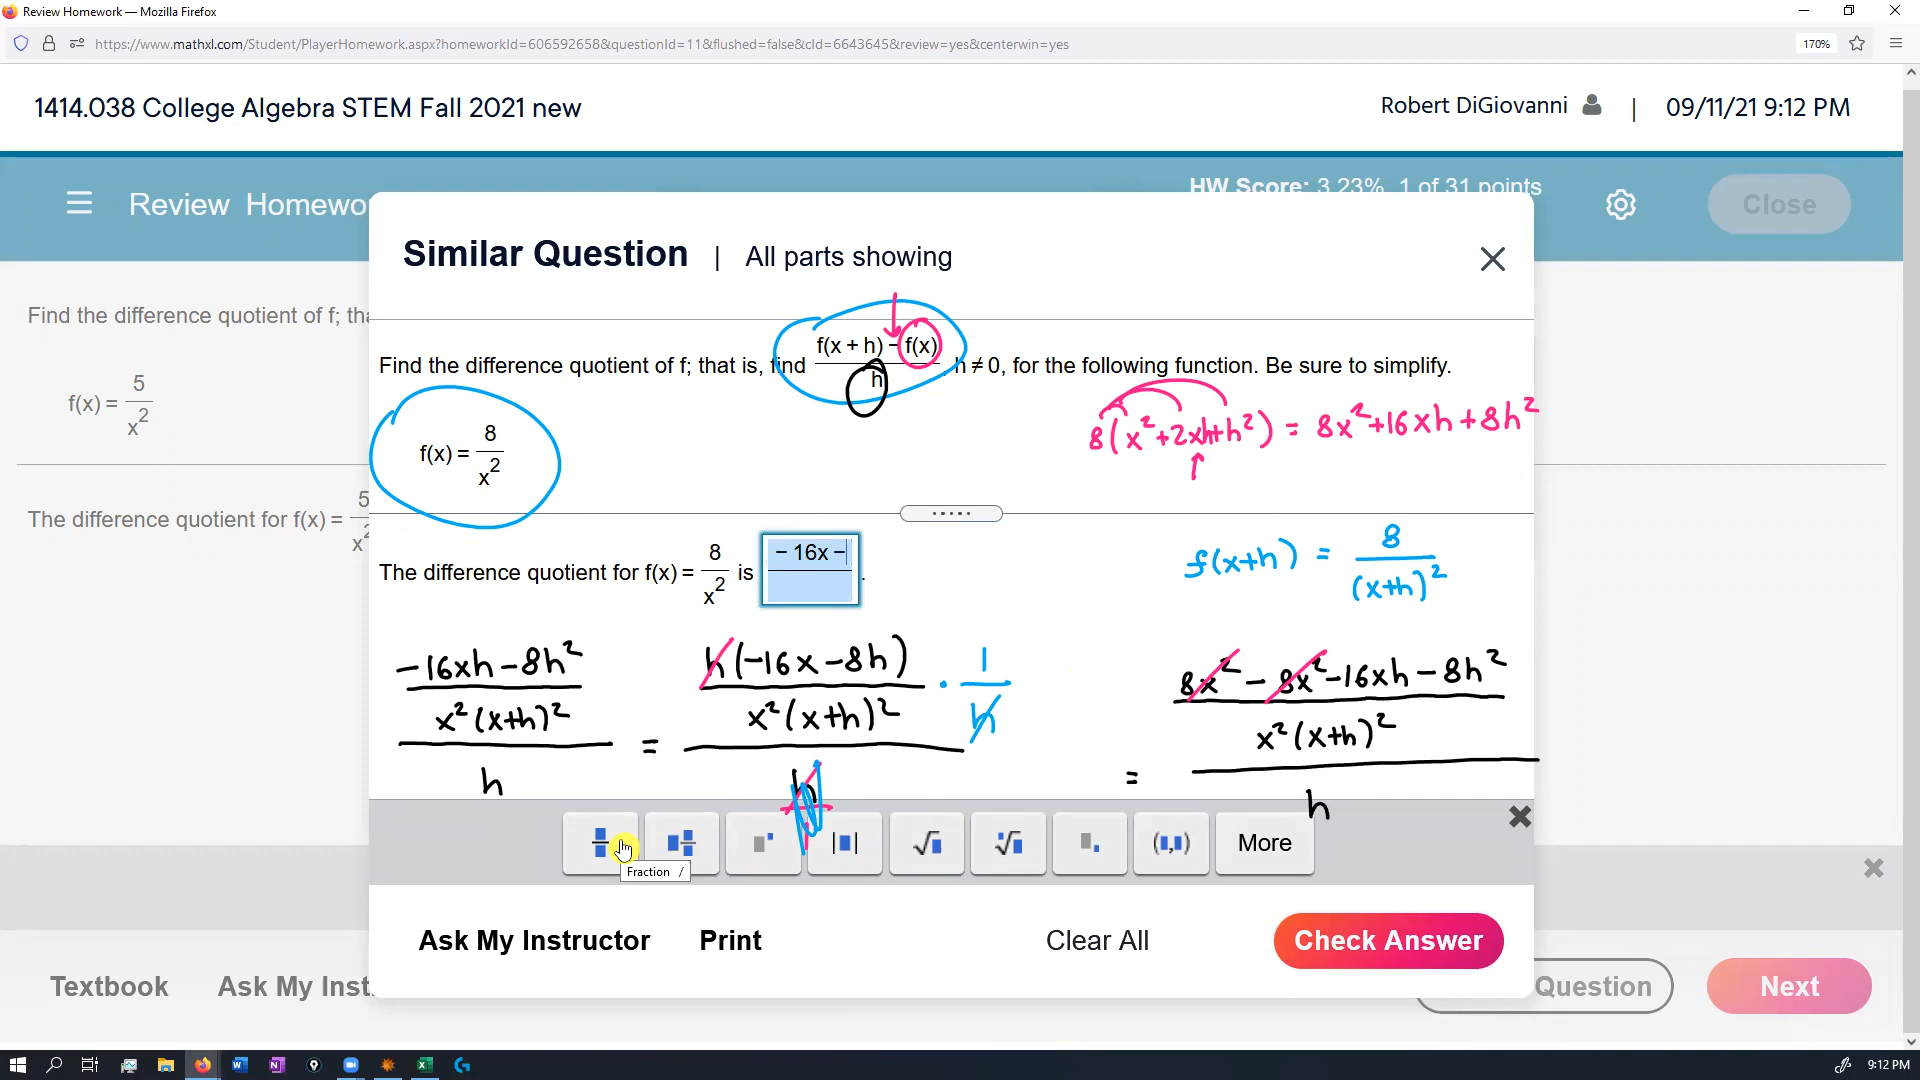 Review Homework — Mozilla Firefox
https://www.mathxl.com/Student/PlayerHomework.aspx?homeworkId=606592658&questionId=11&flushed=false&cId=6643645&review=yes&centerwin=yes
170%
1414.038 College Algebra STEM Fall 2021 new
Robert DiGiovanni | 09/11/21 9:12 PM
Review Homewo
HW Score: 3.23%, 1 of 31 points
Close
Similar Question | All parts showing
Find the difference quotient of f; tha
Find the difference quotient of f; that is, find (f(x + h) − f(x))/h, h ≠ 0, for the following function. Be sure to simplify.
f(x) = 5/x²
f(x) = 8/x²
8(x²+2xh+h²) = 8x²+16xh+8h²
The difference quotient for f(x) = 5/x²
The difference quotient for f(x) = 8/x² is − 16x −.
f(x+h) = 8/(x+h)²
((−16xh−8h²)/(x²(x+h)²))/h = ((h(−16x−8h))/(x²(x+h)²))/h · 1/h
= ((8x²−8x²−16xh−8h²)/(x²(x+h)²))/h
More
Fraction /
Ask My Instructor Print Clear All Check Answer
Textbook Ask My Inst Question Next
9:12 PM